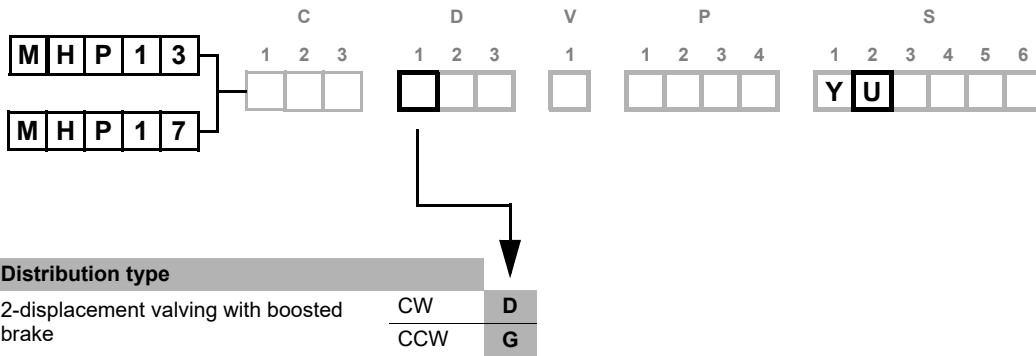 C D V P S
1 2 3 1 2 3 1 1 2 3 4 1 2 3 4 5 6
M H P 1 3
Y U
M H P 1 7
Distribution type
2-displacement valving with boosted brake
CW D
CCW G